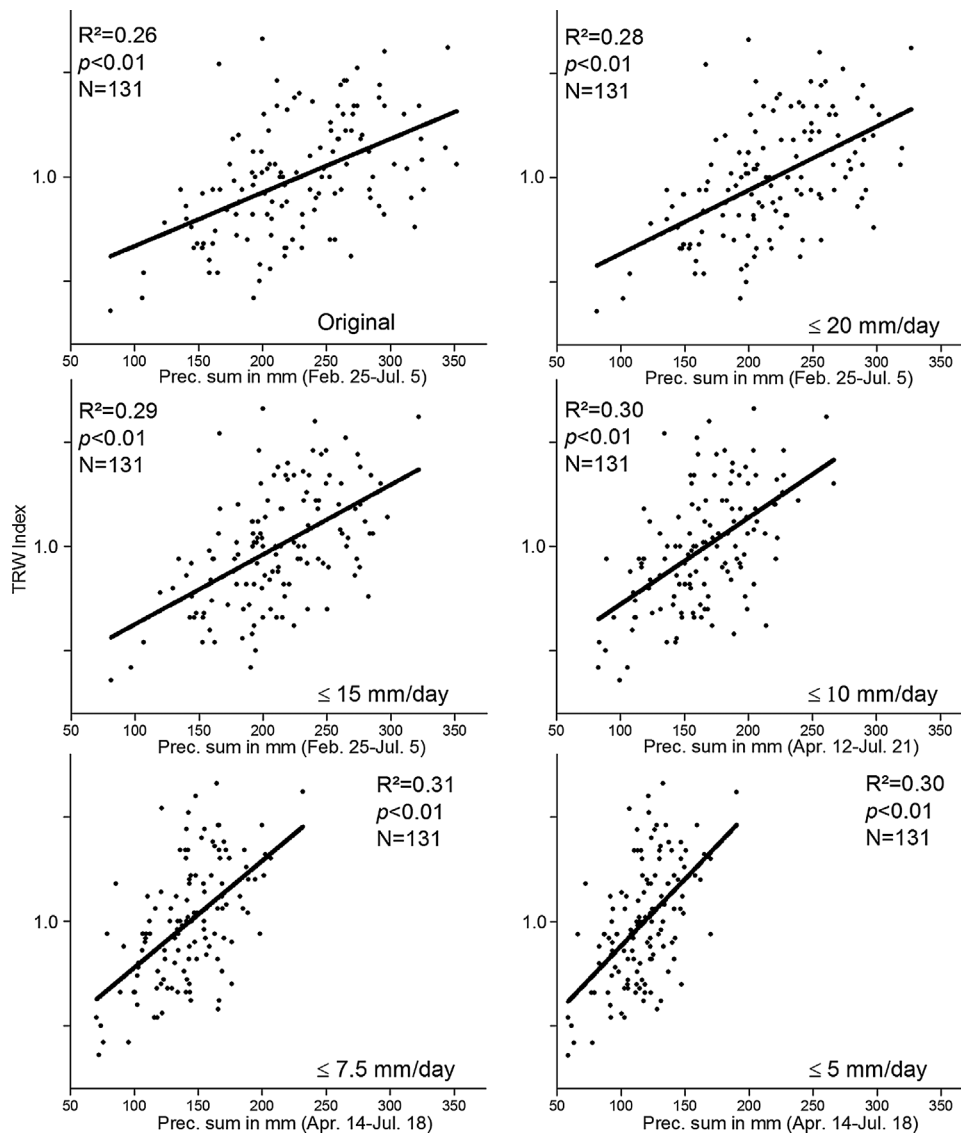 R²=0.26
p<0.01
N=131
1.0
Original
50 100 150 200 250 300 350
Prec. sum in mm (Feb. 25-Jul. 5)
R²=0.28
p<0.01
N=131
1.0
≤ 20 mm/day
50 100 150 200 250 300 350
Prec. sum in mm (Feb. 25-Jul. 5)
TRW Index
R²=0.29
p<0.01
N=131
1.0
≤ 15 mm/day
50 100 150 200 250 300 350
Prec. sum in mm (Feb. 25-Jul. 5)
R²=0.30
p<0.01
N=131
1.0
≤ 10 mm/day
50 100 150 200 250 300 350
Prec. sum in mm (Apr. 12-Jul. 21)
R²=0.31
p<0.01
N=131
1.0
≤ 7.5 mm/day
50 100 150 200 250 300 350
Prec. sum in mm (Apr. 14-Jul. 18)
R²=0.30
p<0.01
N=131
1.0
≤ 5 mm/day
50 100 150 200 250 300 350
Prec. sum in mm (Apr. 14-Jul. 18)